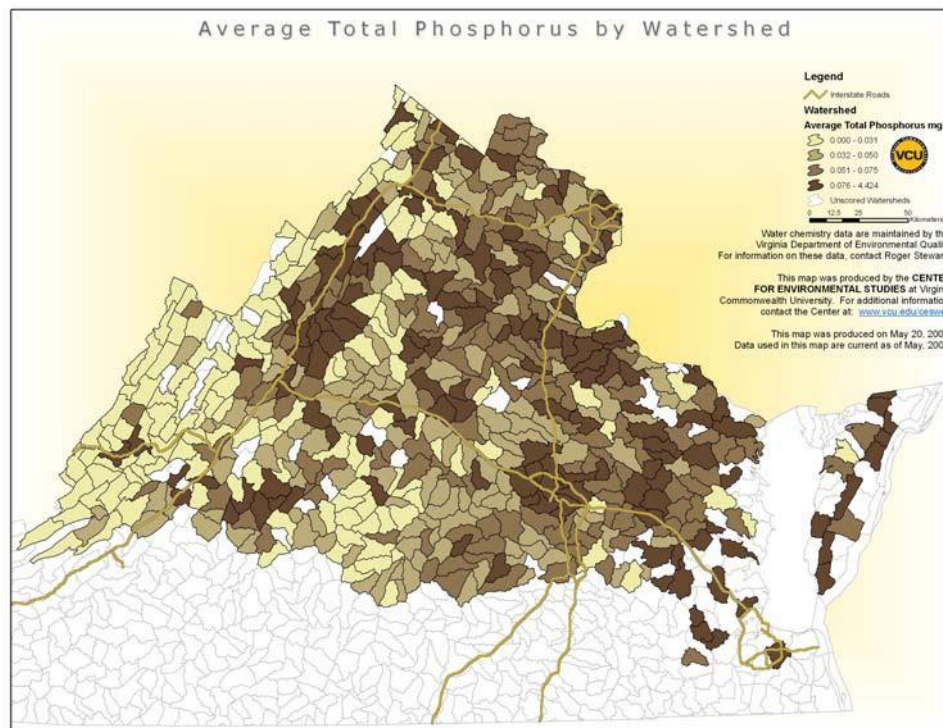 Average Total Phosphorus by Watershed
Legend
Interstate Roads
Watershed
Average Total Phosphorus mg
0.000 - 0.031
0.032 - 0.050
0.051 - 0.075
0.076 - 4.424
Unscored Watersheds
VCU
0 12.5 25 50
Kilometers
Water chemistry data are maintained by th
Virginia Department of Environmental Quali
For information on these data, contact Roger Stewar
This map was produced by the CENTE
FOR ENVIRONMENTAL STUDIES at Virgin
Commonwealth University. For additional informatio
contact the Center at: www.vcu.edu/cesw
This map was produced on May 20, 200
Data used in this map are current as of May, 200